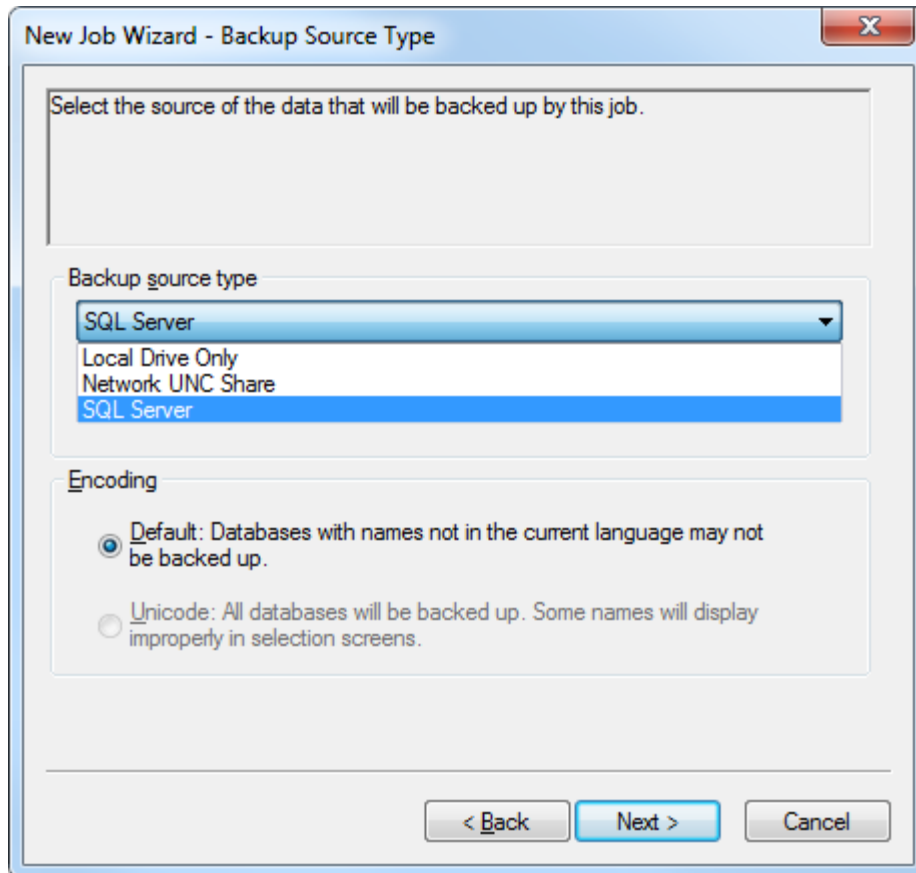 New Job Wizard - Backup Source Type
Select the source of the data that will be backed up by this job.
Backup source type
SQL Server
Local Drive Only
Network UNC Share
SQL Server
Encoding
Default: Databases with names not in the current language may not
be backed up.
Unicode: All databases will be backed up. Some names will display
improperly in selection screens.
< Back
Next >
Cancel